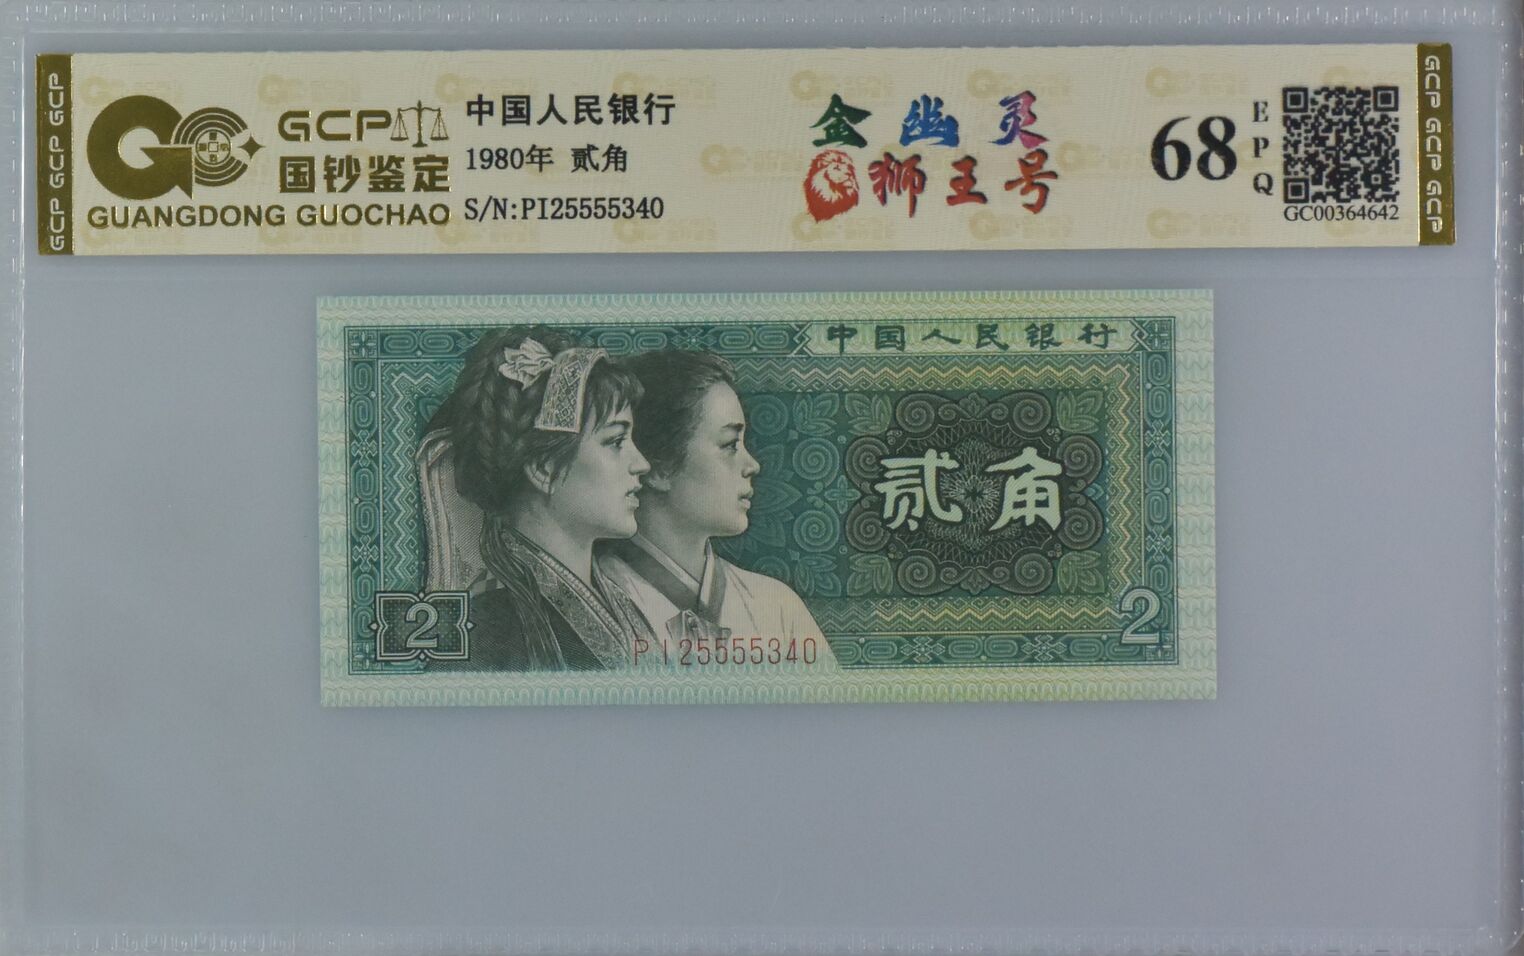 GCP GCP GCP
GCP
国钞鉴定
GUANGDONG GUOCHAO
中国人民银行
1980年 贰角
S/N:PI25555340
金幽灵
狮王号
68
EPQ
GC00364642
GCP GCP GCP
中国人民银行
贰角
2
2
PI25555340